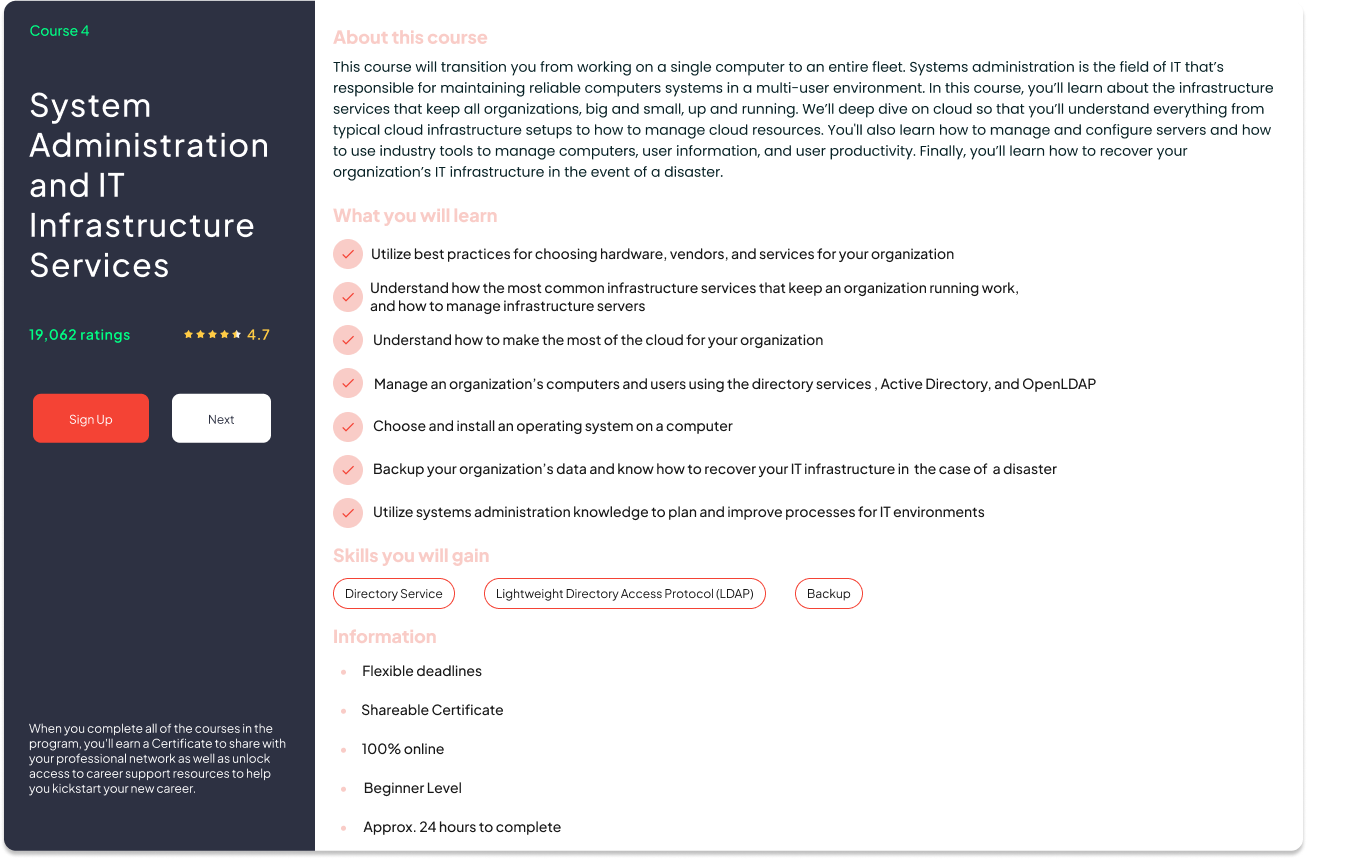 Course 4
System
Administration
and IT
Infrastructure
Services
19,062 ratings
4.7
Sign Up
Next
When you complete all of the courses in the
program, you'll earn a Certificate to share with
your professional network as well as unlock
access to career support resources to help
you kickstart your new career.
About this course
This course will transition you from working on a single computer to an entire fleet. Systems administration is the field of IT that’s
responsible for maintaining reliable computers systems in a multi-user environment. In this course, you’ll learn about the infrastructure
services that keep all organizations, big and small, up and running. We’ll deep dive on cloud so that you’ll understand everything from
typical cloud infrastructure setups to how to manage cloud resources. You'll also learn how to manage and configure servers and how
to use industry tools to manage computers, user information, and user productivity. Finally, you’ll learn how to recover your
organization’s IT infrastructure in the event of a disaster.
What you will learn
Utilize best practices for choosing hardware, vendors, and services for your organization
Understand how the most common infrastructure services that keep an organization running work,
and how to manage infrastructure servers
Understand how to make the most of the cloud for your organization
Manage an organization’s computers and users using the directory services , Active Directory, and OpenLDAP
Choose and install an operating system on a computer
Backup your organization’s data and know how to recover your IT infrastructure in the case of a disaster
Utilize systems administration knowledge to plan and improve processes for IT environments
Skills you will gain
Directory Service
Lightweight Directory Access Protocol (LDAP)
Backup
Information
Flexible deadlines
Shareable Certificate
100% online
Beginner Level
Approx. 24 hours to complete